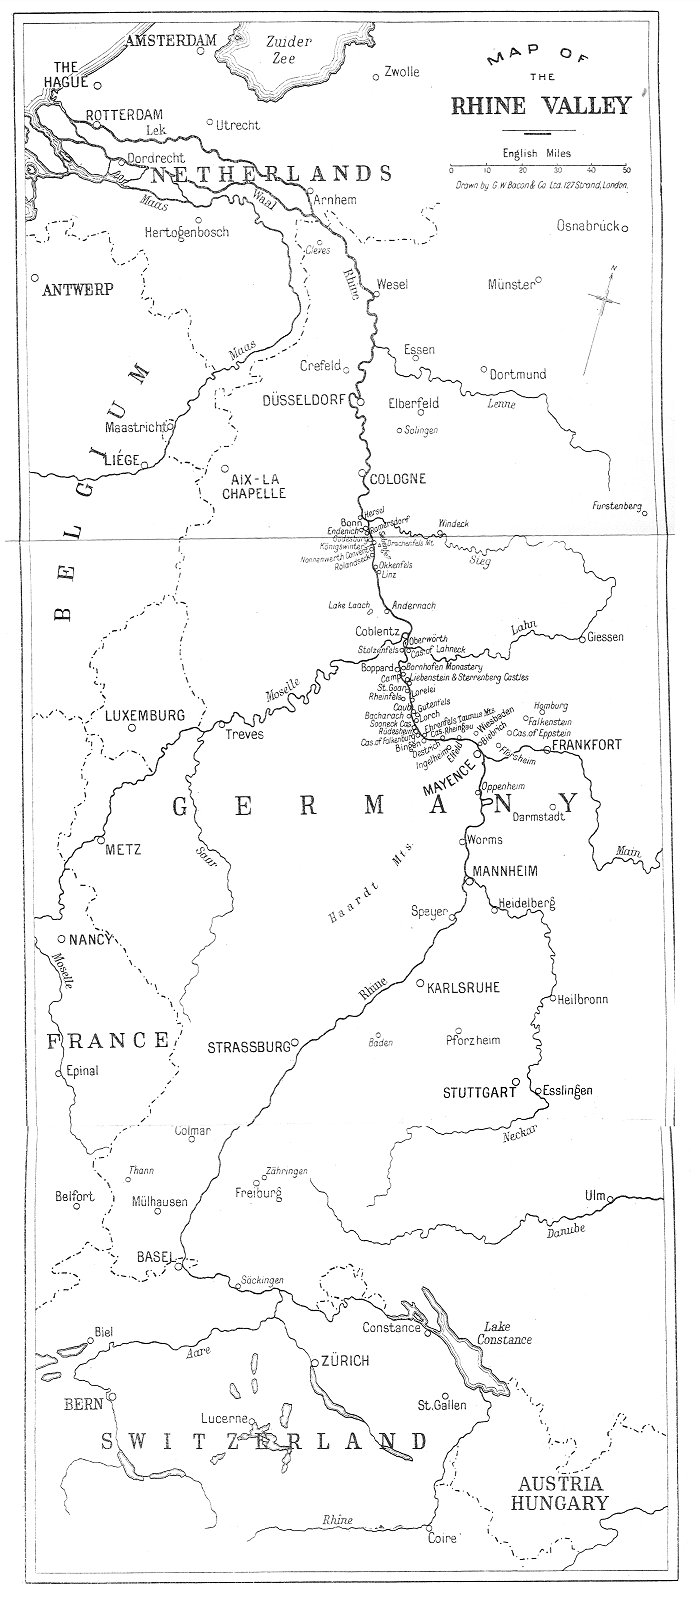 MAP OF
THE
RHINE VALLEY
English Miles
0 10 20 30 40 50
Drawn by G W Bacon & Co Ltd. 127 Strand, London.
AMSTERDAM
Zuider
Zee
Zwolle
THE
HAGUE
ROTTERDAM
Lek
Utrecht
Dordrecht
NETHERLANDS
Maas
Waal
Arnhem
Hertogenbosch
Cleves
Osnabrück
Rhine
Wesel
Münster
N
ANTWERP
Maas
Essen
Crefeld
Dortmund
DÜSSELDORF
Elberfeld
Lenne
Solingen
Maastricht
LIÉGE
BELGIUM
AIX-LA
CHAPELLE
COLOGNE
Furstenberg
Hersel
Bonn
Ramersdorf
Windeck
Endenich
Godesburg
Königswinter
Drachenfels Mt.
Nonnenwerth Convent
Rolandseck
Sieg
Okkenfels
Linz
Lake Laach
Andernach
Coblentz
Oberwörth
Lahn
Giessen
Stolzenfels
Cas. of Lahneck
Boppard
Bornhofen Monastery
Camp
Liebenstein & Sterrenberg Castles
Moselle
St. Goar
Lorelei
Rheinfels
Caub
Gutenfels
Bacharach
Lorch
Sooneck Cas.
Ehrenfels
Taunus Mts
Rüdesheim
Cas. Rheingau
Wiesbaden
Homburg
Falkenstein
Cas. of Falkenburg
Biebrich
Cas. of Eppstein
Bingen
Oestrich
Ingelheim
Elfeld
Florsheim
FRANKFORT
LUXEMBURG
Treves
MAYENCE
Oppenheim
GERMANY
Darmstadt
METZ
Saar
Haardt Mts.
Worms
Main
MANNHEIM
Speyer
Heidelberg
NANCY
Moselle
Rhine
KARLSRUHE
Heilbronn
FRANCE
STRASSBURG
Baden
Pforzheim
Epinal
STUTTGART
Esslingen
Colmar
Neckar
Thann
Zähringen
Belfort
Mülhausen
Freiburg
Ulm
Danube
BASEL
Säckingen
Constance
Lake
Constance
Biel
Aare
ZÜRICH
BERN
St. Gallen
Lucerne
SWITZERLAND
AUSTRIA
HUNGARY
Rhine
Coire